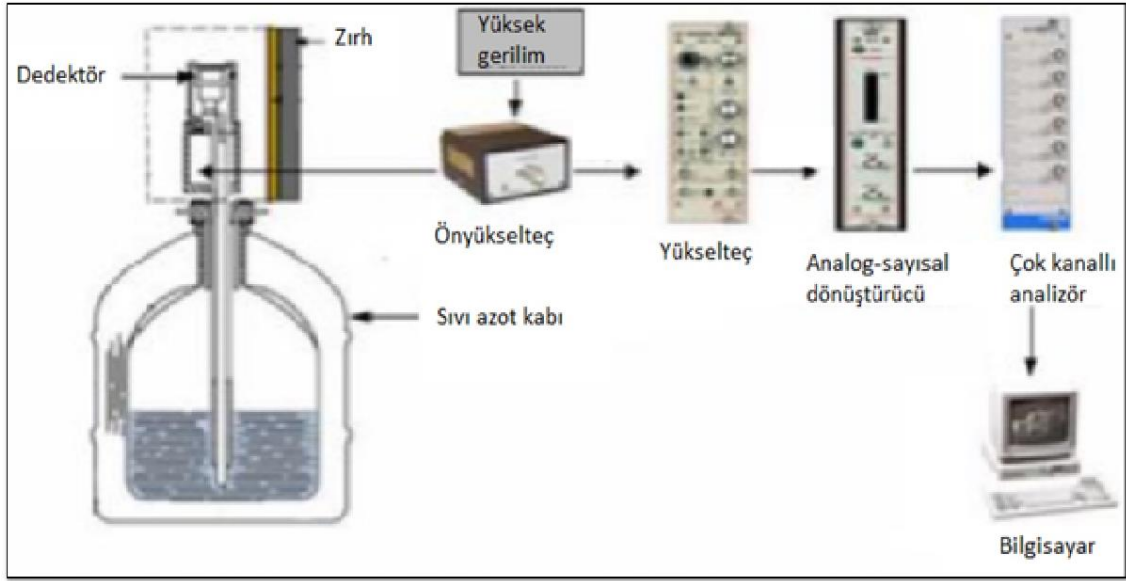 Yüksek
gerilim
Zırh
Dedektör
Önyükselteç
Yükselteç
Analog-sayısal
dönüştürücü
Çok kanallı
analizör
Sıvı azot kabı
Bilgisayar